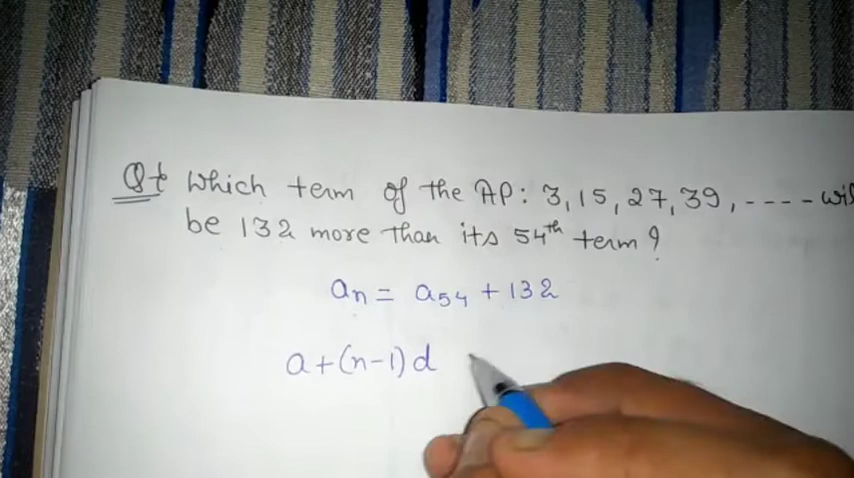 Qt Which term of the AP: 3, 15, 27, 39, ----
be 132 more than its 54th term ?
an = a54 + 132
a+(n-1)d